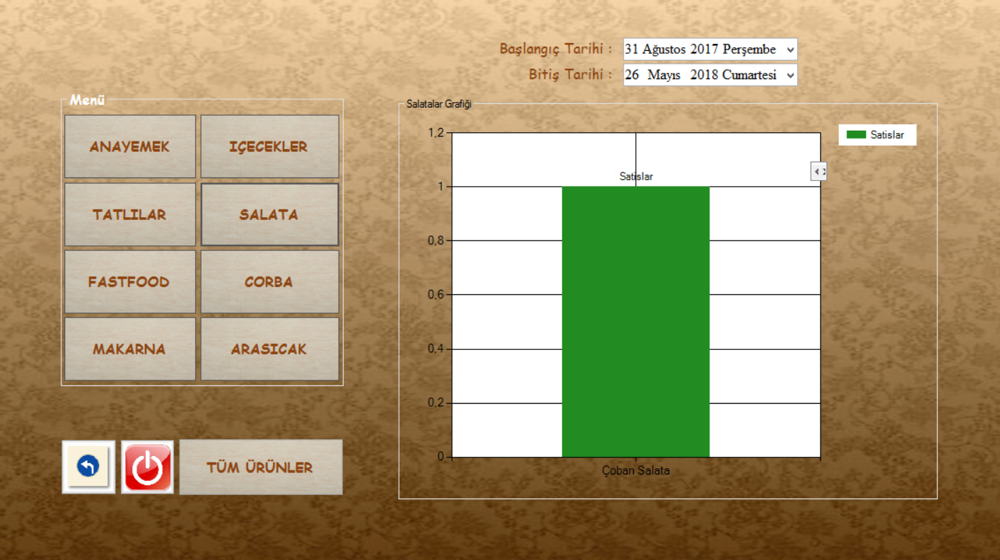 Başlangıç Tarihi : 31 Ağustos 2017 Perşembe
Bitiş Tarihi : 26 Mayıs 2018 Cumartesi
Menü
ANAYEMEK
IÇECEKLER
TATLILAR
SALATA
FASTFOOD
CORBA
MAKARNA
ARASICAK
TÜM ÜRÜNLER
Salatalar Grafiği
Satislar
1,2
Satislar
1
0,8
0,6
0,4
0,2
0
Çoban Salata